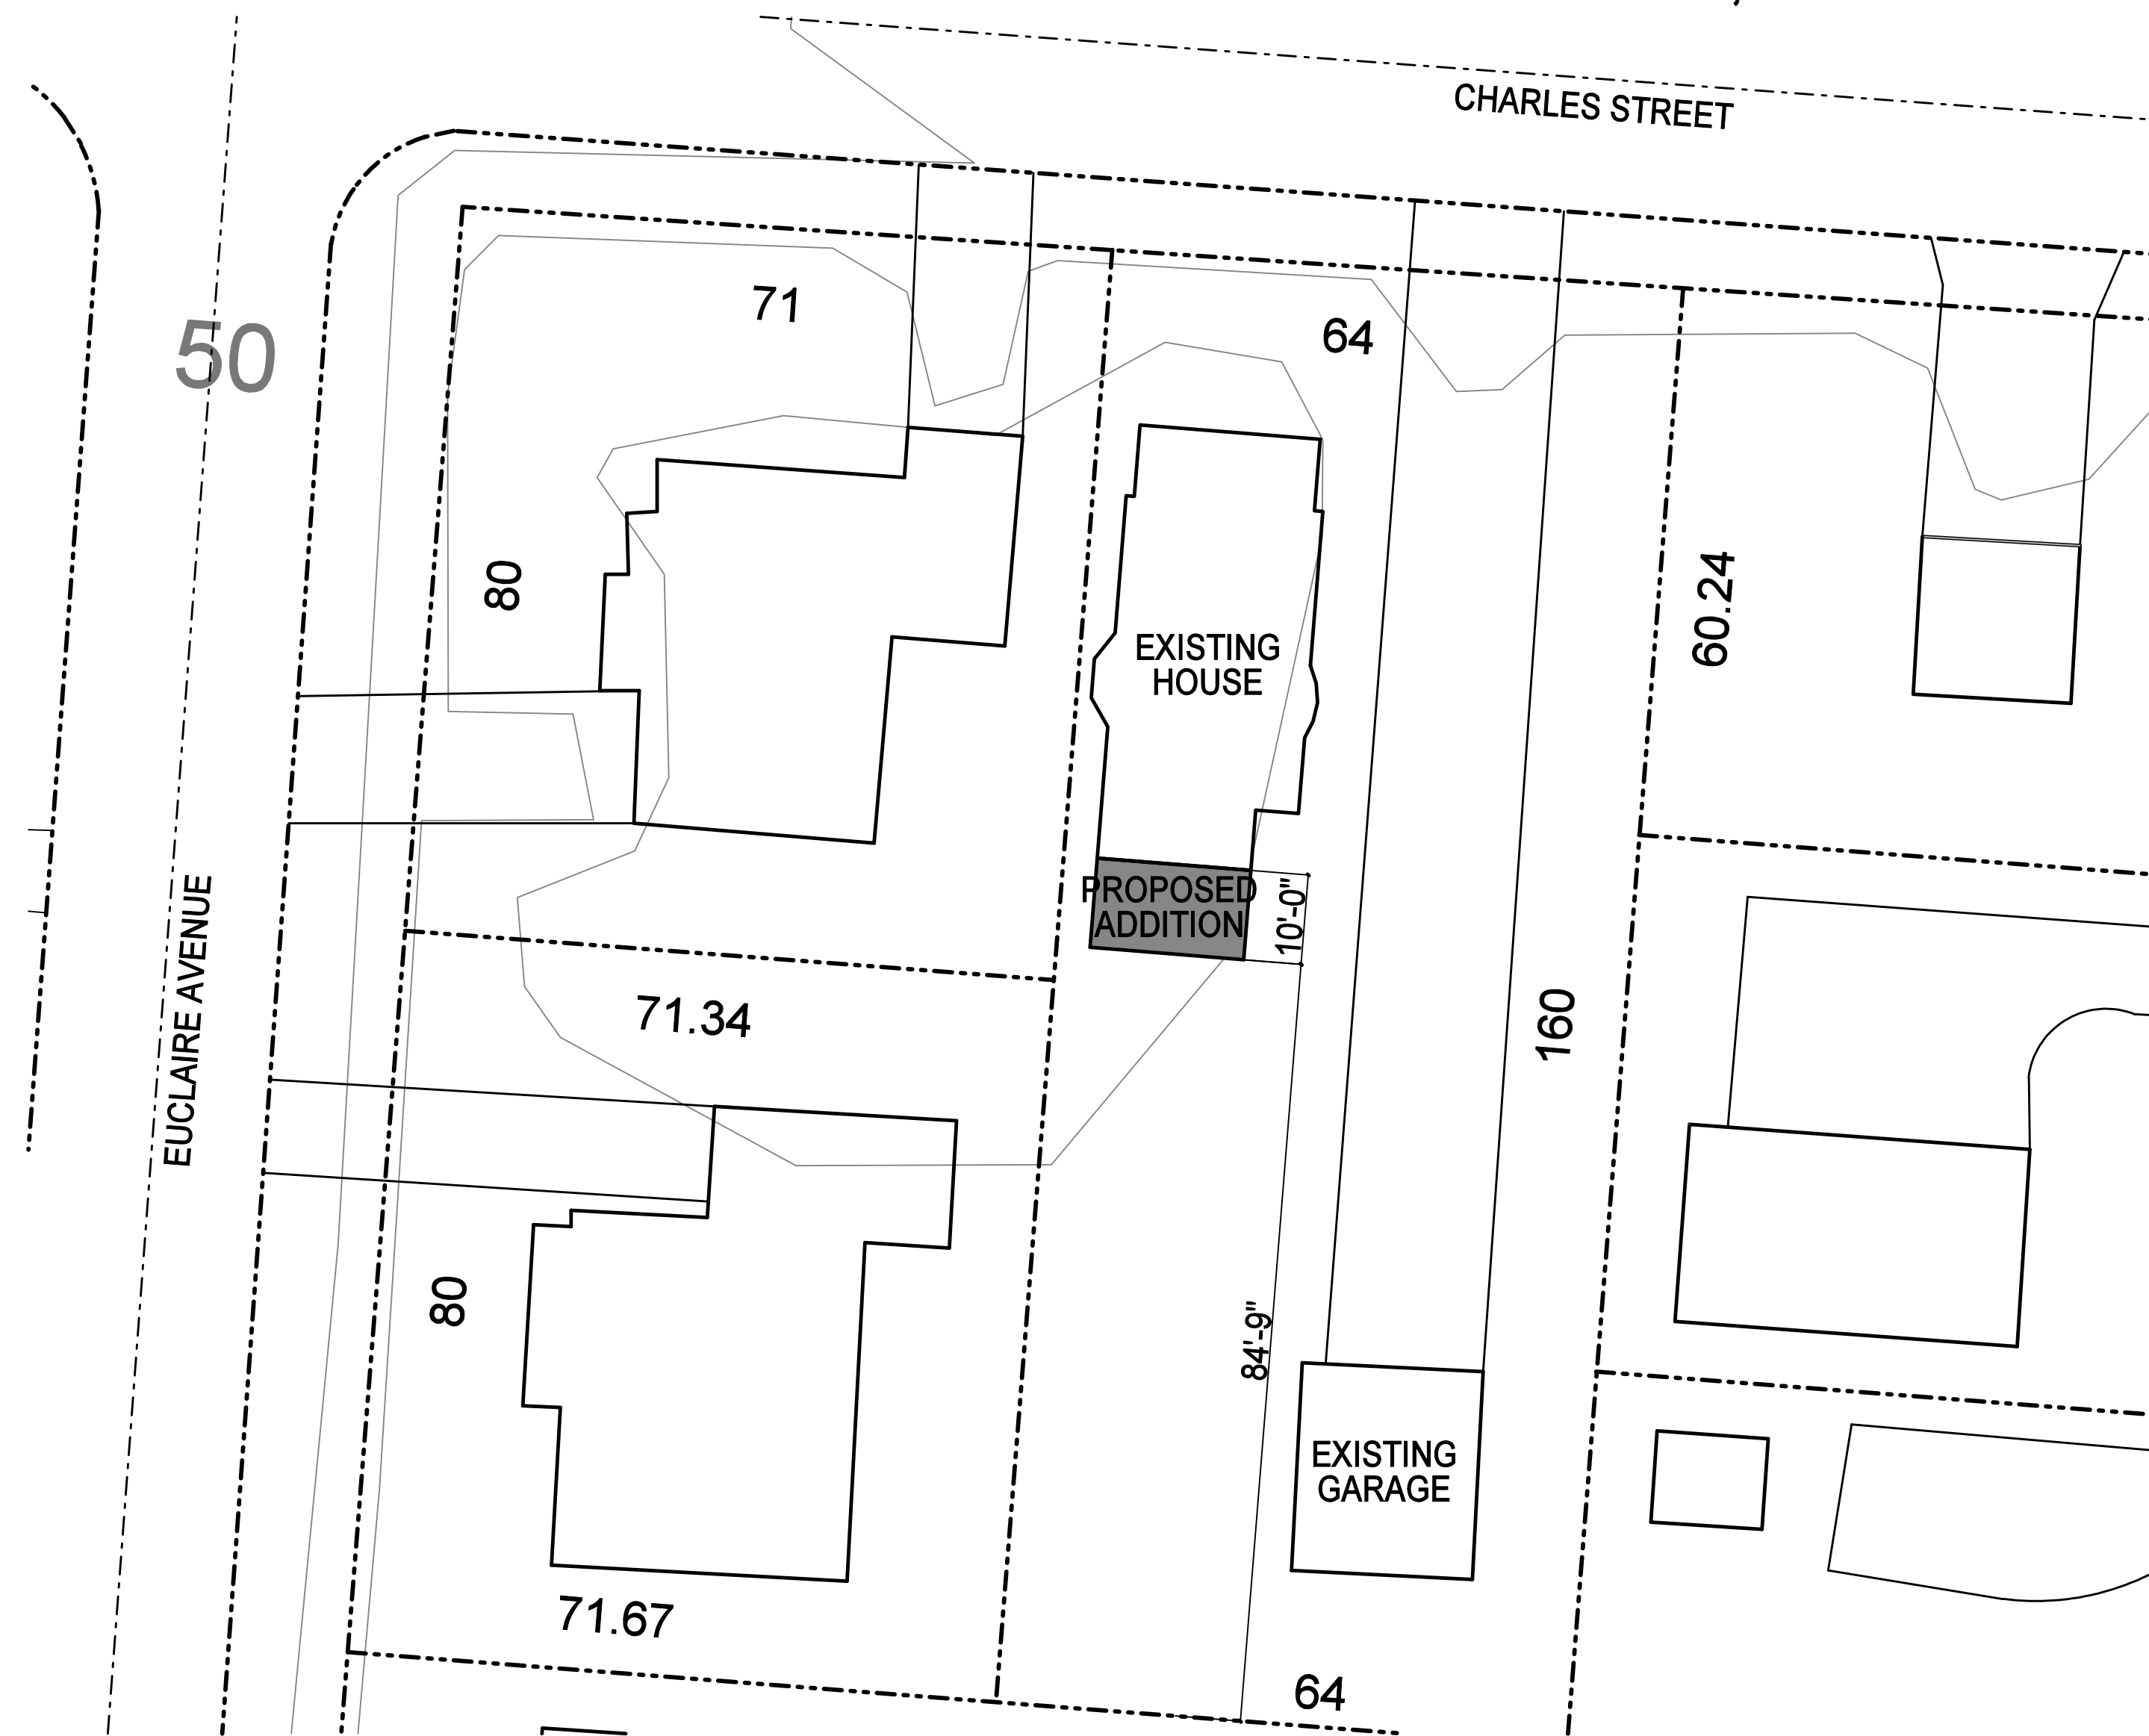 CHARLES STREET
71
64
50
80
60.24
EXISTING
HOUSE
PROPOSED
ADDITION
10'-0"
EUCLAIRE AVENUE
71.34
160
80
84'-9"
EXISTING
GARAGE
71.67
64